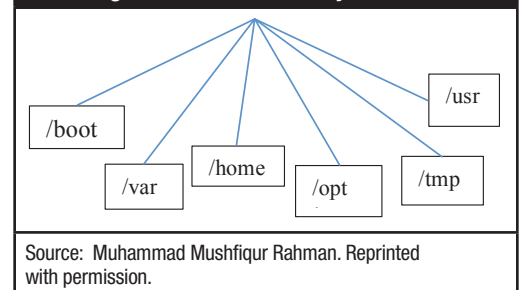 /boot
/var
/home
/opt
/tmp
/usr
Source: Muhammad Mushfiqur Rahman. Reprinted
with permission.